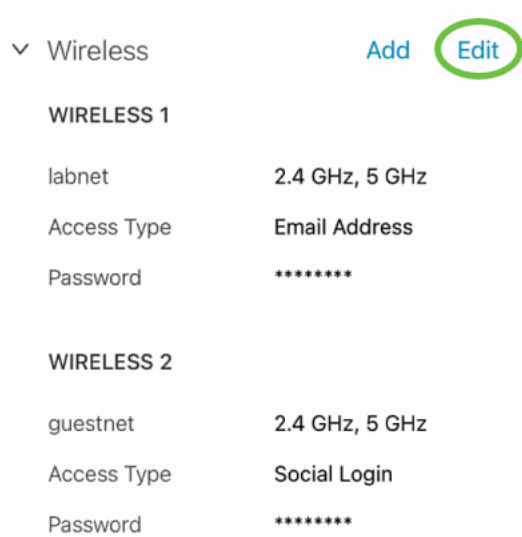 Wireless Add Edit
WIRELESS 1
labnet 2.4 GHz, 5 GHz
Access Type Email Address
Password ********
WIRELESS 2
guestnet 2.4 GHz, 5 GHz
Access Type Social Login
Password ********